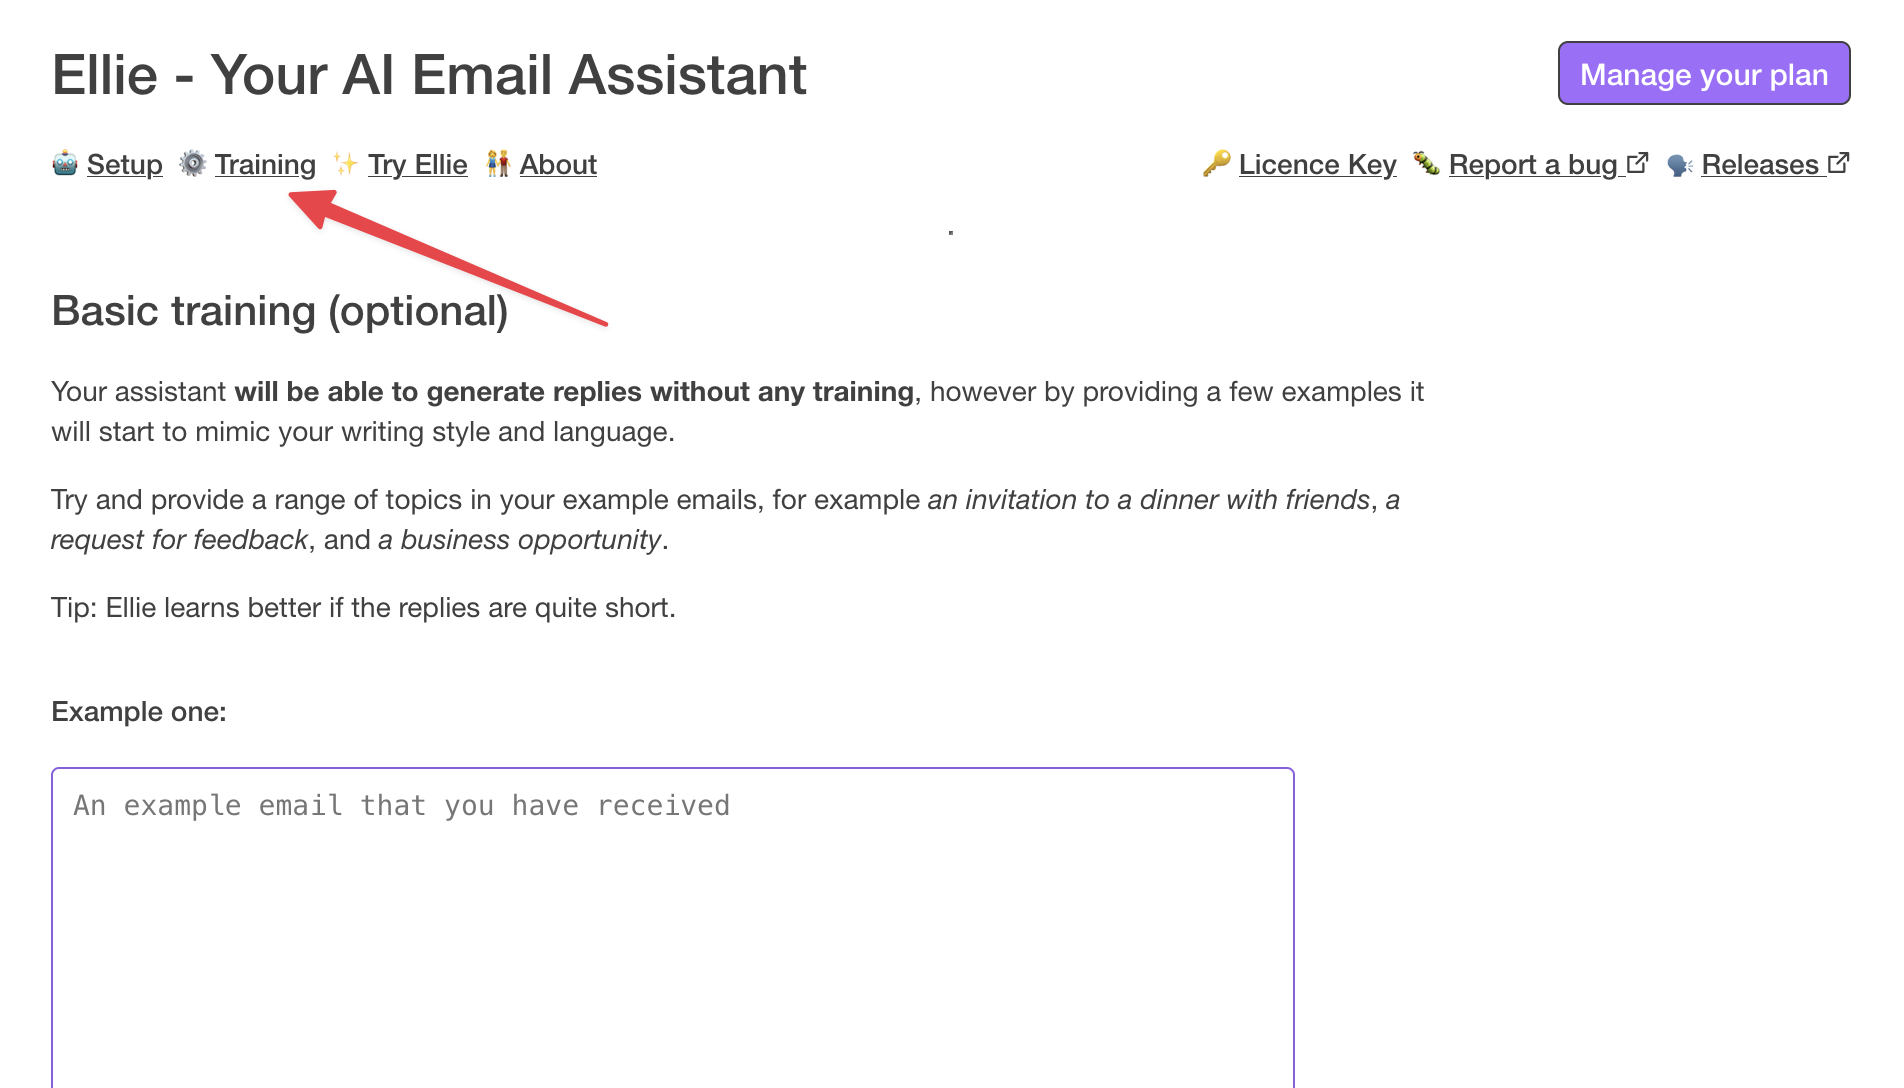 Ellie - Your AI Email Assistant
Manage your plan
🤖 Setup ⚙️ Training ✨ Try Ellie 👫 About
🔑 Licence Key 🐛 Report a bug 🗣️ Releases
Basic training (optional)
Your assistant will be able to generate replies without any training, however by providing a few examples it
will start to mimic your writing style and language.
Try and provide a range of topics in your example emails, for example an invitation to a dinner with friends, a
request for feedback, and a business opportunity.
Tip: Ellie learns better if the replies are quite short.
Example one:
An example email that you have received